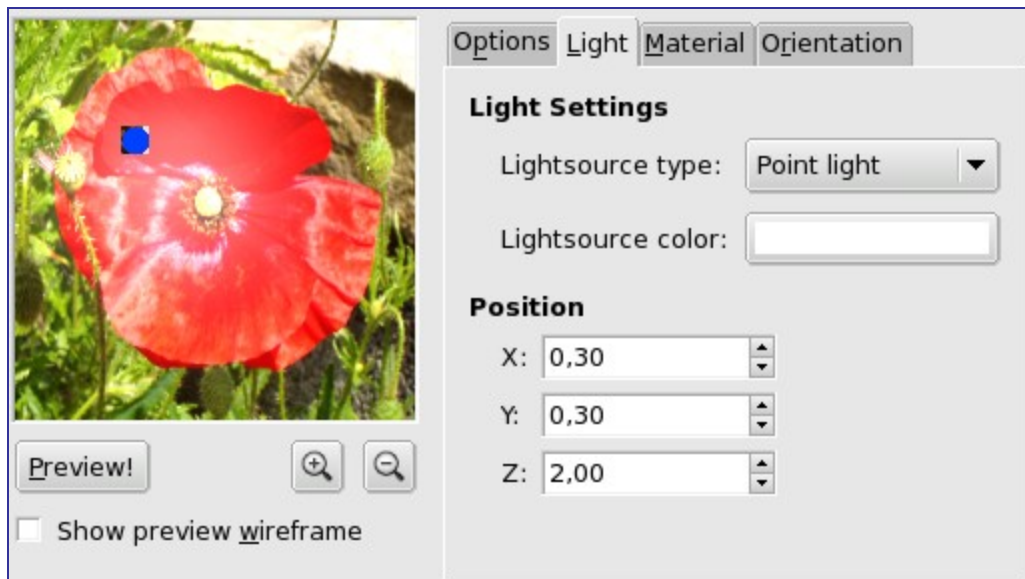 Options Light Material Orientation
Light Settings
Lightsource type: Point light
Lightsource color:
Position
X: 0,30
Y: 0,30
Z: 2,00
Preview!
Show preview wireframe